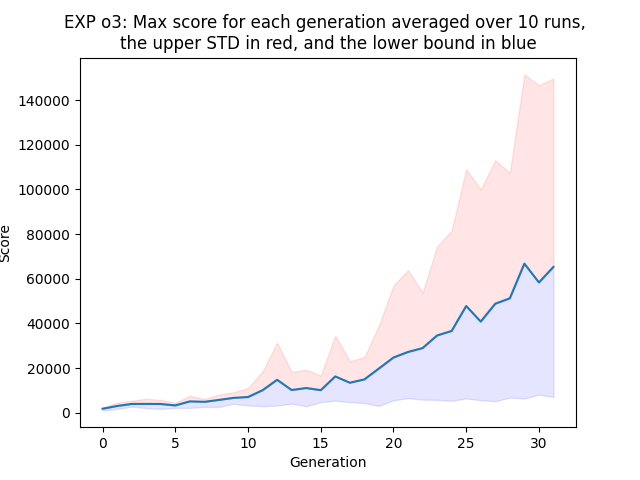 EXP o3: Max score for each generation averaged over 10 runs,
the upper STD in red, and the lower bound in blue
140000
120000
100000
80000
60000
40000
20000
0
Score
0 5 10 15 20 25 30
Generation